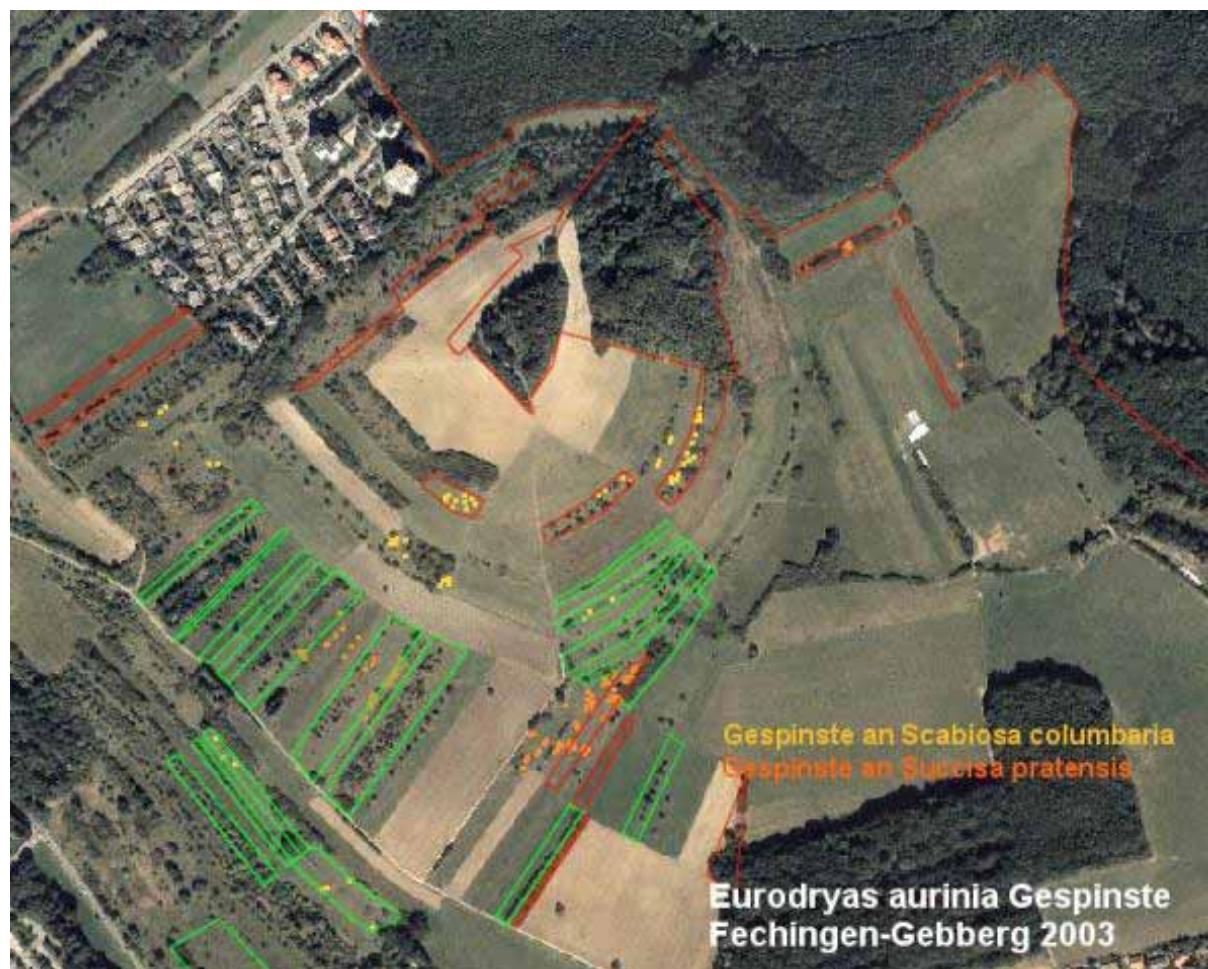 Gespinste an Scabiosa columbaria
Gespinste an Succisa pratensis
Eurodryas aurinia Gespinste
Fechingen-Gebberg 2003